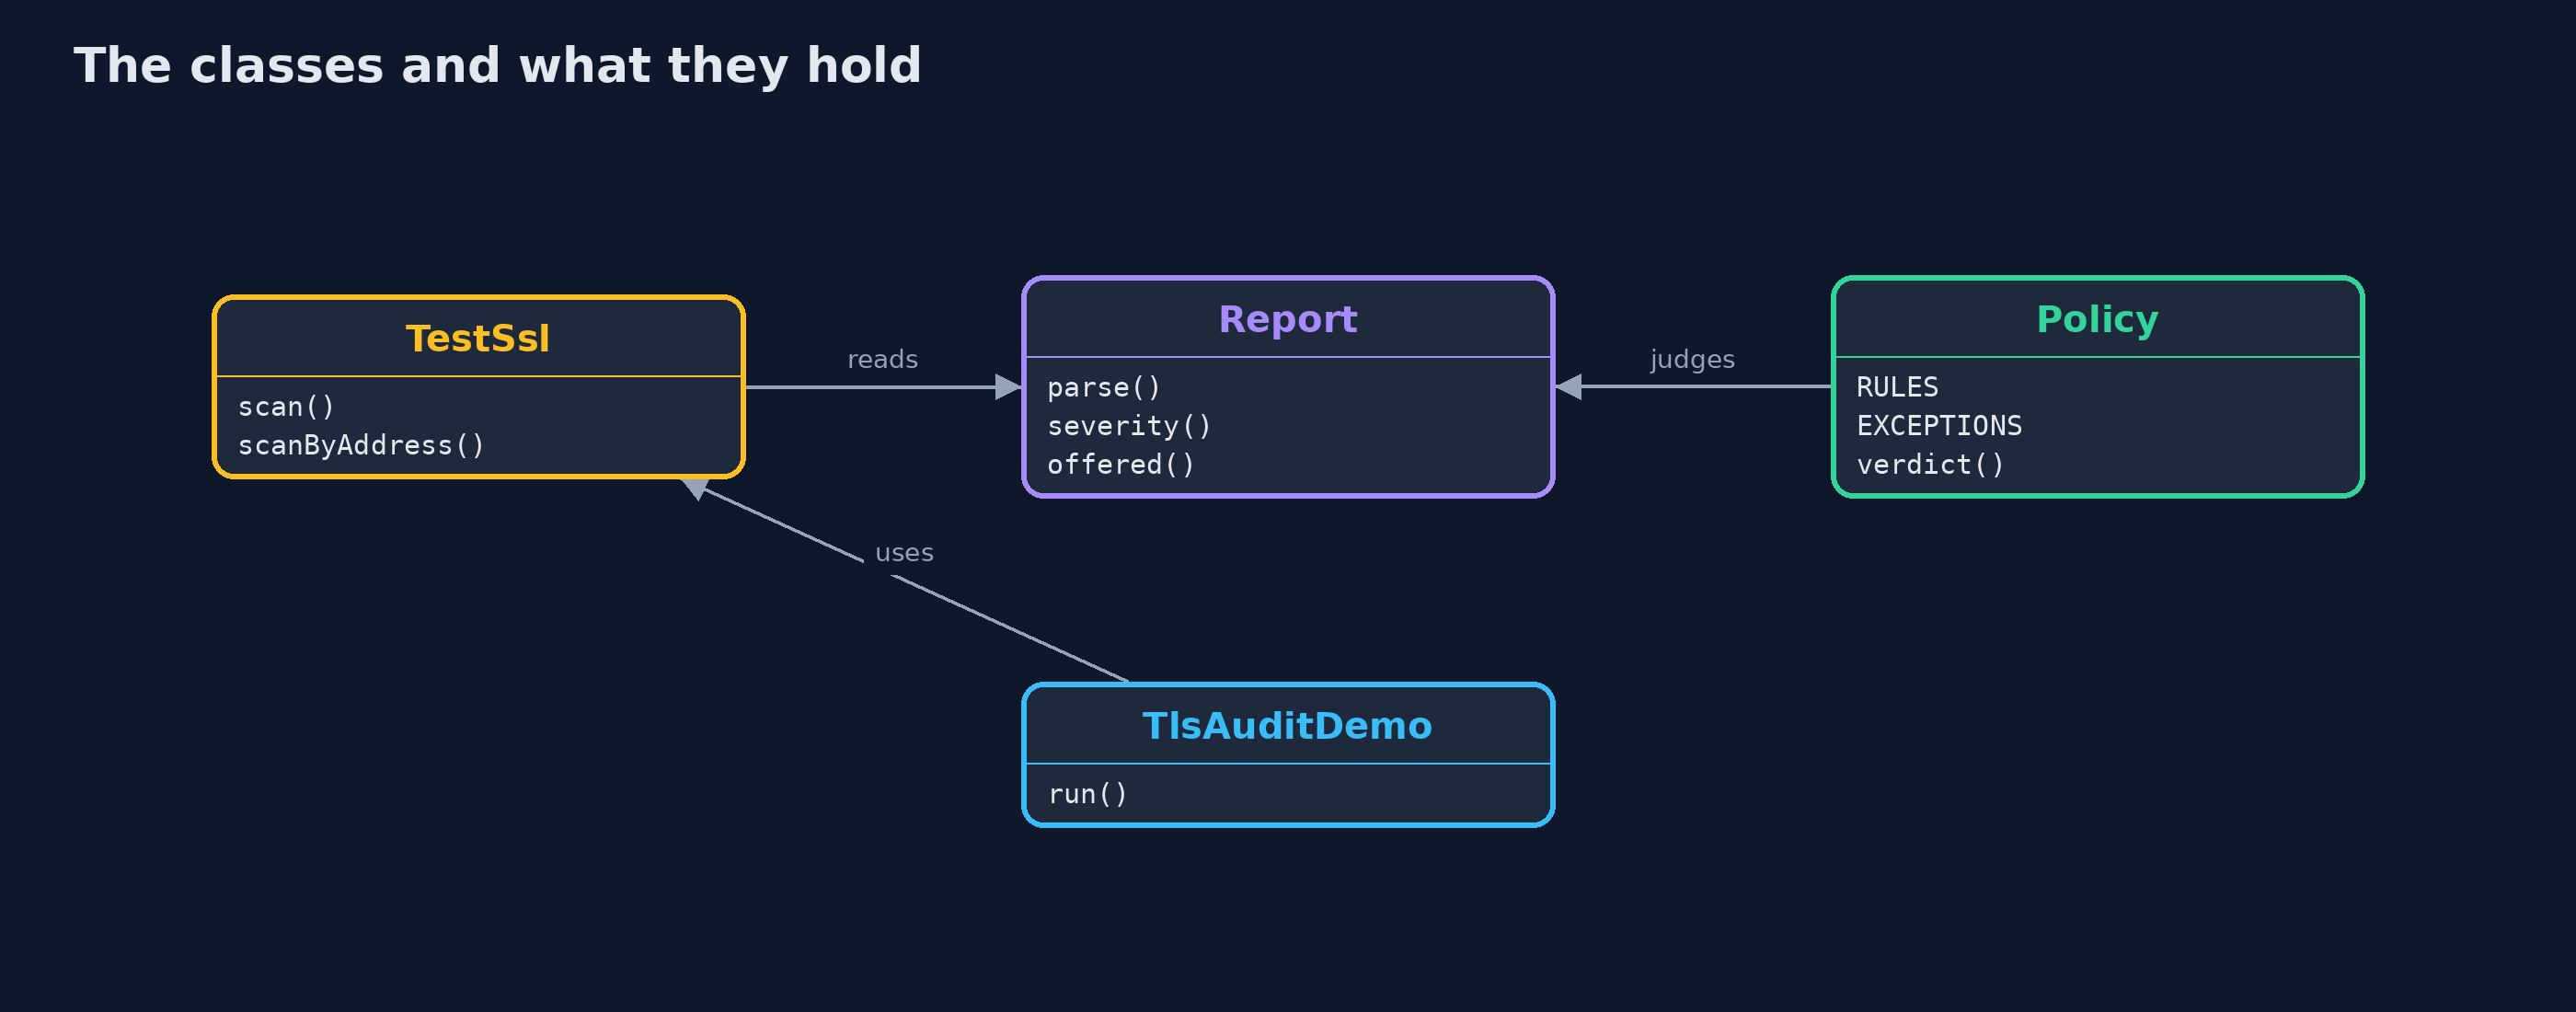 The classes and what they hold
TestSsl
scan()
scanByAddress()
reads
Report
parse()
severity()
offered()
judges
Policy
RULES
EXCEPTIONS
verdict()
uses
TlsAuditDemo
run()